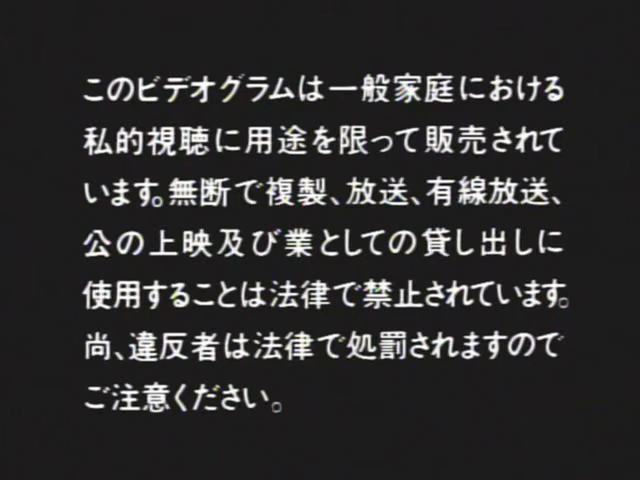 このビデオグラムは一般家庭における
私的視聴に用途を限って販売されて
います。無断で複製、放送、有線放送、
公の上映及び業としての貸し出しに
使用することは法律で禁止されています。
尚、違反者は法律で処罰されますので
ご注意ください。